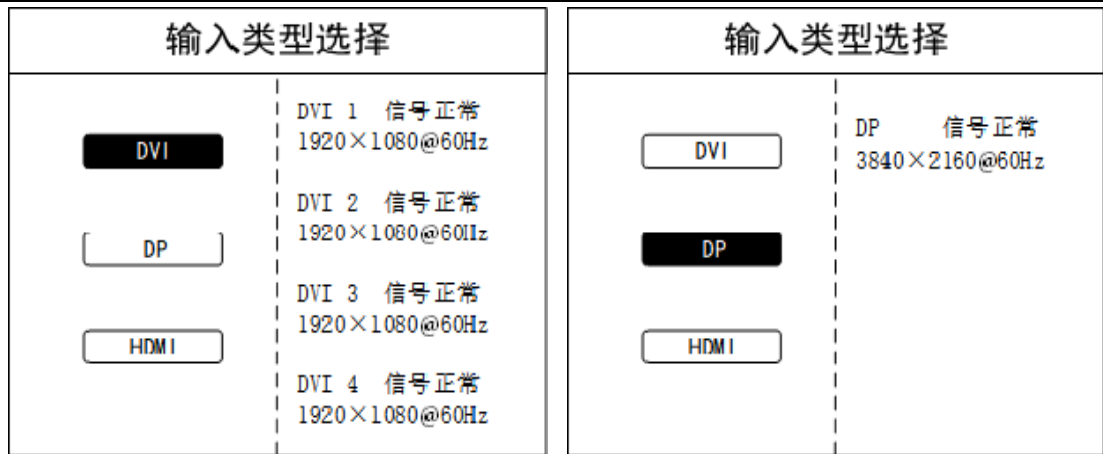 输入类型选择
DVI
DP
HDMI
DVI 1 信号正常
1920×1080@60Hz
DVI 2 信号正常
1920×1080@60Hz
DVI 3 信号正常
1920×1080@60Hz
DVI 4 信号正常
1920×1080@60Hz
输入类型选择
DVI
DP
HDMI
DP 信号正常
3840×2160@60Hz